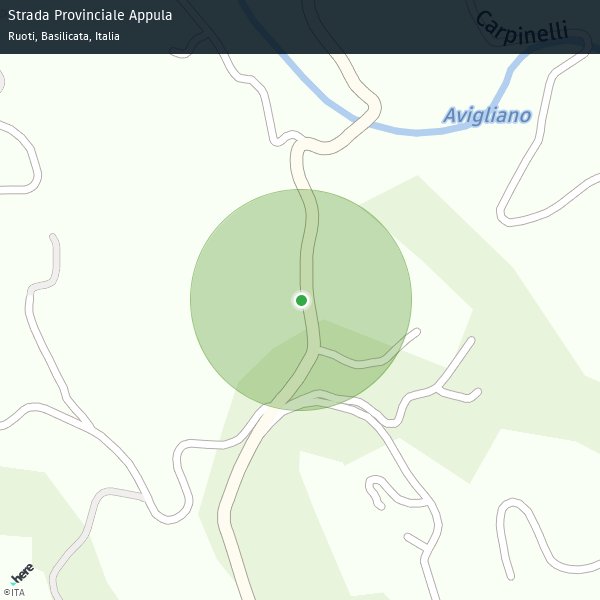 Strada Provinciale Appula
Ruoti, Basilicata, Italia
Carpinelli
Avigliano
here
©ITA